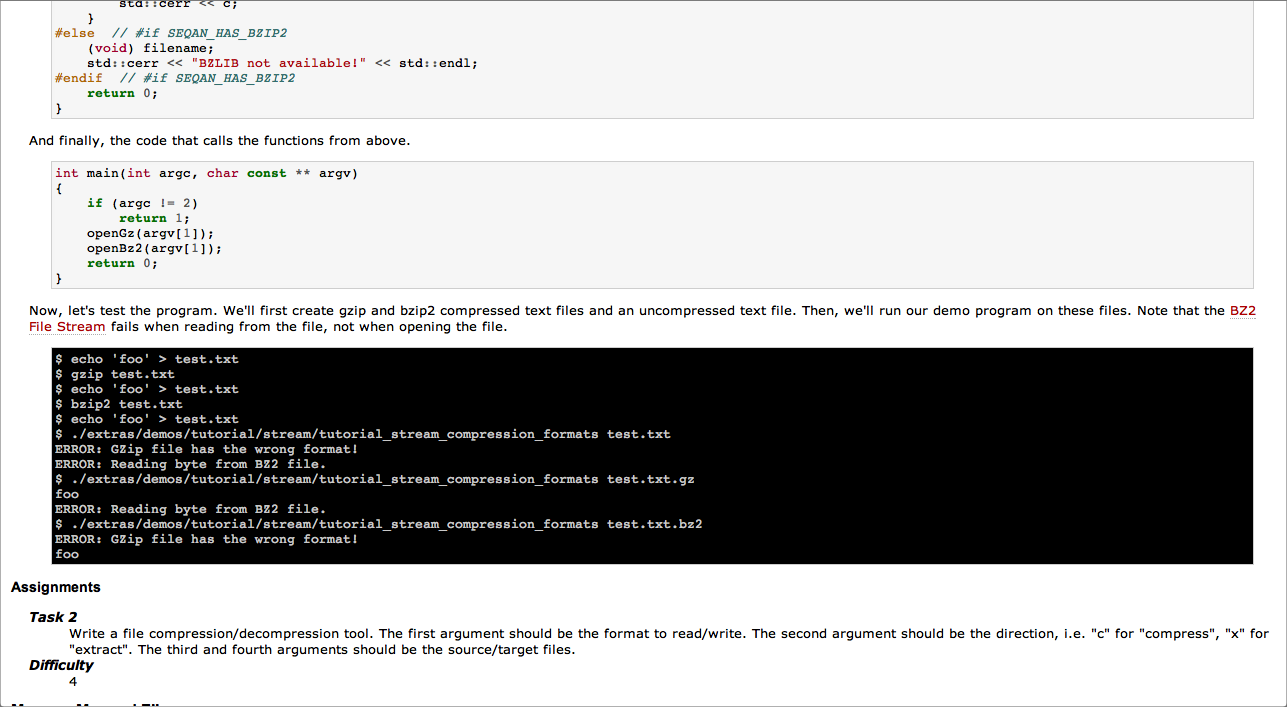 std::cerr << c;
    }
#else  // #if SEQAN_HAS_BZIP2
    (void) filename;
    std::cerr << "BZLIB not available!" << std::endl;
#endif  // #if SEQAN_HAS_BZIP2
    return 0;
}
And finally, the code that calls the functions from above.
int main(int argc, char const ** argv)
{
    if (argc != 2)
        return 1;
    openGz(argv[1]);
    openBz2(argv[1]);
    return 0;
}
Now, let's test the program. We'll first create gzip and bzip2 compressed text files and an uncompressed text file. Then, we'll run our demo program on these files. Note that the BZ2
File Stream fails when reading from the file, not when opening the file.
$ echo 'foo' > test.txt
$ gzip test.txt
$ echo 'foo' > test.txt
$ bzip2 test.txt
$ echo 'foo' > test.txt
$ ./extras/demos/tutorial/stream/tutorial_stream_compression_formats test.txt
ERROR: GZip file has the wrong format!
ERROR: Reading byte from BZ2 file.
$ ./extras/demos/tutorial/stream/tutorial_stream_compression_formats test.txt.gz
foo
ERROR: Reading byte from BZ2 file.
$ ./extras/demos/tutorial/stream/tutorial_stream_compression_formats test.txt.bz2
ERROR: GZip file has the wrong format!
foo
Assignments
Task 2
Write a file compression/decompression tool. The first argument should be the format to read/write. The second argument should be the direction, i.e. "c" for "compress", "x" for
"extract". The third and fourth arguments should be the source/target files.
Difficulty
4